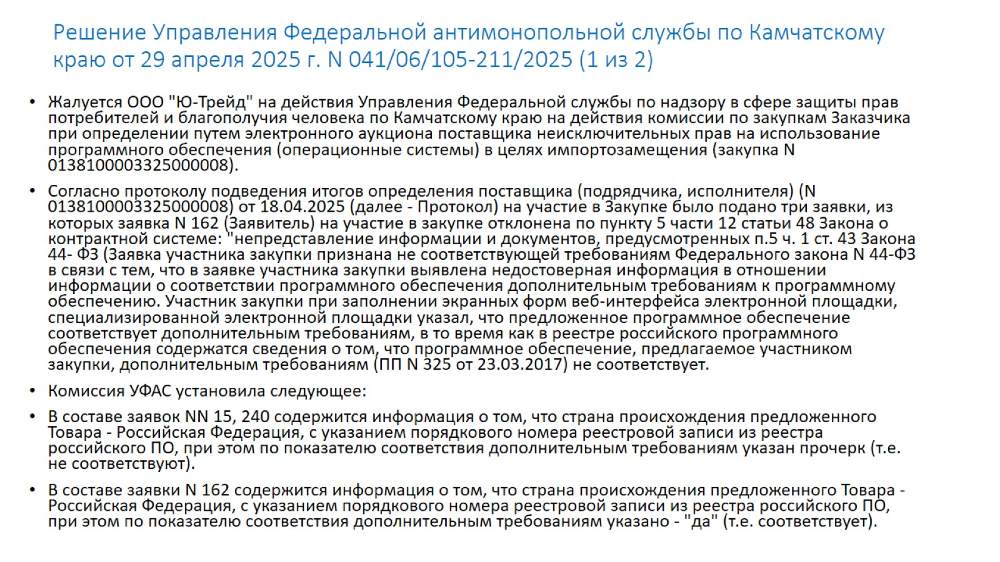 Решение Управления Федеральной антимонопольной службы по Камчатскому
краю от 29 апреля 2025 г. N 041/06/105-211/2025 (1 из 2)
• Жалуется ООО "Ю-Трейд" на действия Управления Федеральной службы по надзору в сфере защиты прав
потребителей и благополучия человека по Камчатскому краю на действия комиссии по закупкам Заказчика
при определении путем электронного аукциона поставщика неисключительных прав на использование
программного обеспечения (операционные системы) в целях импортозамещения (закупка N
0138100003325000008).
• Согласно протоколу подведения итогов определения поставщика (подрядчика, исполнителя) (N
0138100003325000008) от 18.04.2025 (далее - Протокол) на участие в Закупке было подано три заявки, из
которых заявка N 162 (Заявитель) на участие в закупке отклонена по пункту 5 части 12 статьи 48 Закона о
контрактной системе: "непредставление информации и документов, предусмотренных п.5 ч. 1 ст. 43 Закона
44- ФЗ (Заявка участника закупки признана не соответствующей требованиям Федерального закона N 44-ФЗ
в связи с тем, что в заявке участника закупки выявлена недостоверная информация в отношении
информации о соответствии программного обеспечения дополнительным требованиям к программному
обеспечению. Участник закупки при заполнении экранных форм веб-интерфейса электронной площадки,
специализированной электронной площадки указал, что предложенное программное обеспечение
соответствует дополнительным требованиям, в то время как в реестре российского программного
обеспечения содержатся сведения о том, что программное обеспечение, предлагаемое участником
закупки, дополнительным требованиям (ПП N 325 от 23.03.2017) не соответствует.
• Комиссия УФАС установила следующее:
• В составе заявок NN 15, 240 содержится информация о том, что страна происхождения предложенного
Товара - Российская Федерация, с указанием порядкового номера реестровой записи из реестра
российского ПО, при этом по показателю соответствия дополнительным требованиям указан прочерк (т.е.
не соответствуют).
• В составе заявки N 162 содержится информация о том, что страна происхождения предложенного Товара -
Российская Федерация, с указанием порядкового номера реестровой записи из реестра российского ПО,
при этом по показателю соответствия дополнительным требованиям указано - "да" (т.е. соответствует).